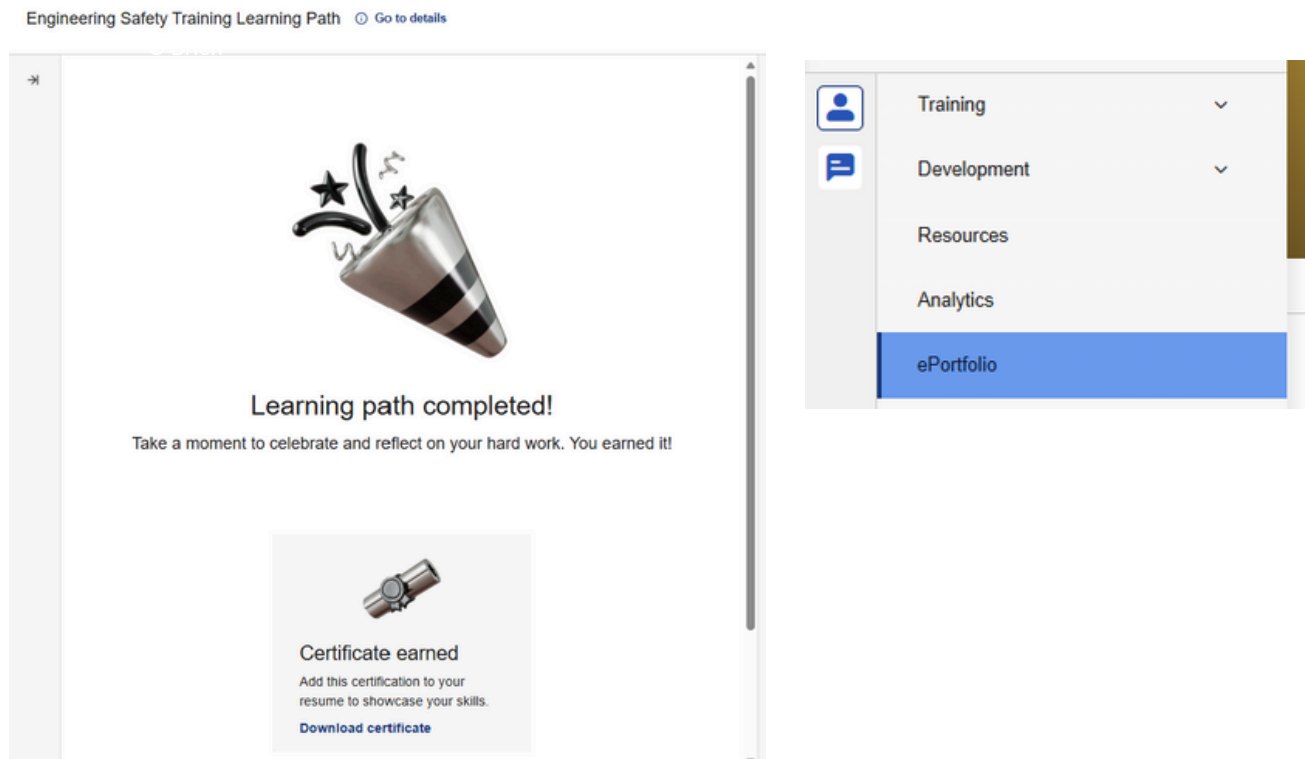 Engineering Safety Training Learning Path Go to details
Learning path completed!
Take a moment to celebrate and reflect on your hard work. You earned it!
Certificate earned
Add this certification to your
resume to showcase your skills.
Download certificate
Training
Development
Resources
Analytics
ePortfolio